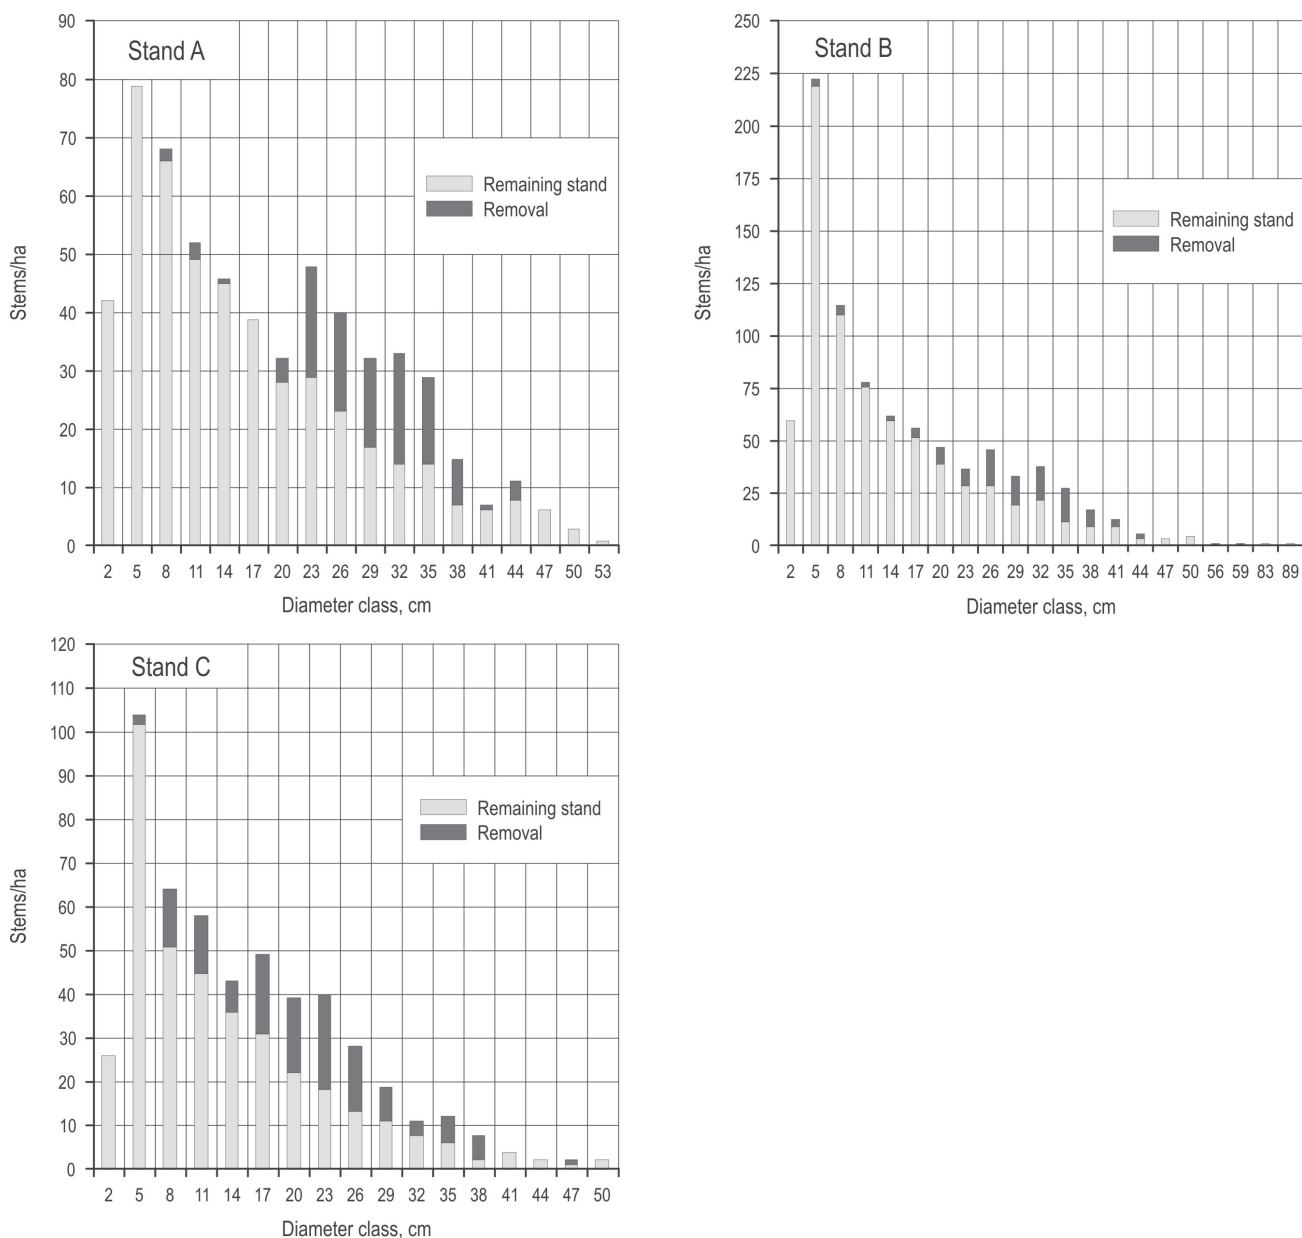 Stand A
90
80
70
60
50
40
30
20
10
0
Stems/ha
Remaining stand
Removal
2 5 8 11 14 17 20 23 26 29 32 35 38 41 44 47 50 53
Diameter class, cm
Stand B
250
225
200
175
150
125
100
75
50
25
0
Stems/ha
Remaining stand
Removal
2 5 8 11 14 17 20 23 26 29 32 35 38 41 44 47 50 56 59 83 89
Diameter class, cm
Stand C
120
110
100
90
80
70
60
50
40
30
20
10
0
Stems/ha
Remaining stand
Removal
2 5 8 11 14 17 20 23 26 29 32 35 38 41 44 47 50
Diameter class, cm